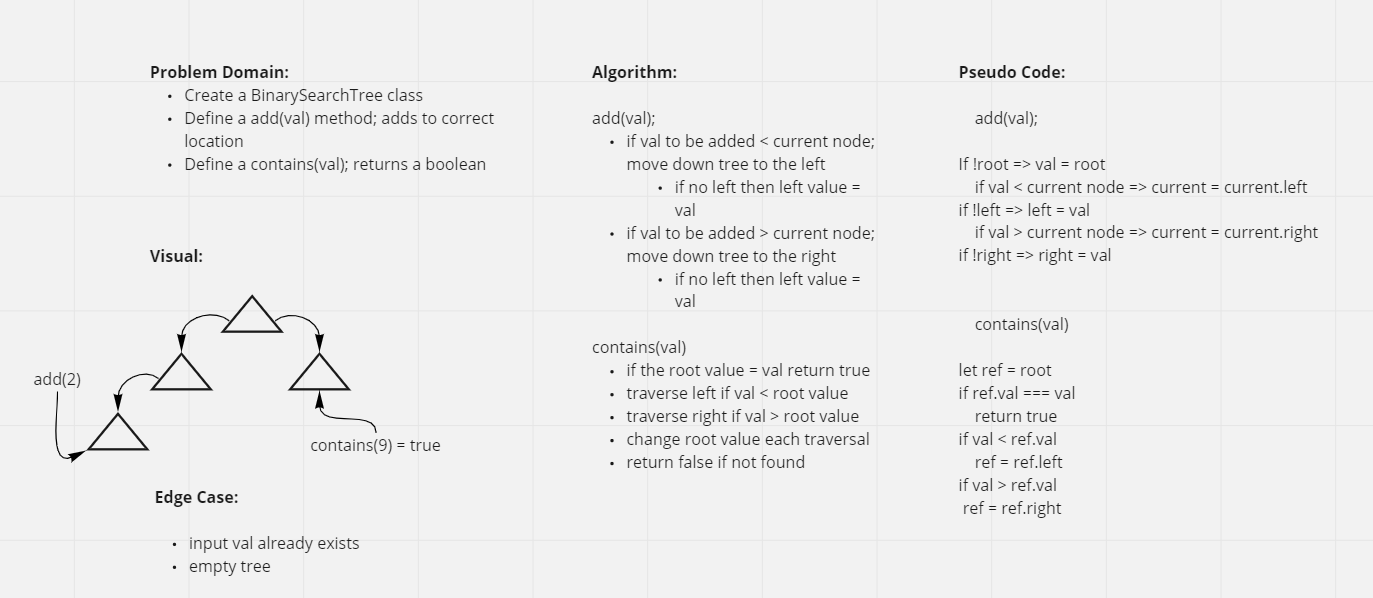 Problem Domain:
• Create a BinarySearchTree class
• Define a add(val) method; adds to correct
location
• Define a contains(val); returns a boolean
Visual:
add(2)
contains(9) = true
Edge Case:
• input val already exists
• empty tree
Algorithm:
add(val);
• if val to be added < current node;
move down tree to the left
• if no left then left value =
val
• if val to be added > current node;
move down tree to the right
• if no left then left value =
val
contains(val)
• if the root value = val return true
• traverse left if val < root value
• traverse right if val > root value
• change root value each traversal
• return false if not found
Pseudo Code:
add(val);
If !root => val = root
if val < current node => current = current.left
if !left => left = val
if val > current node => current = current.right
if !right => right = val
contains(val)
let ref = root
if ref.val === val
return true
if val < ref.val
ref = ref.left
if val > ref.val
ref = ref.right